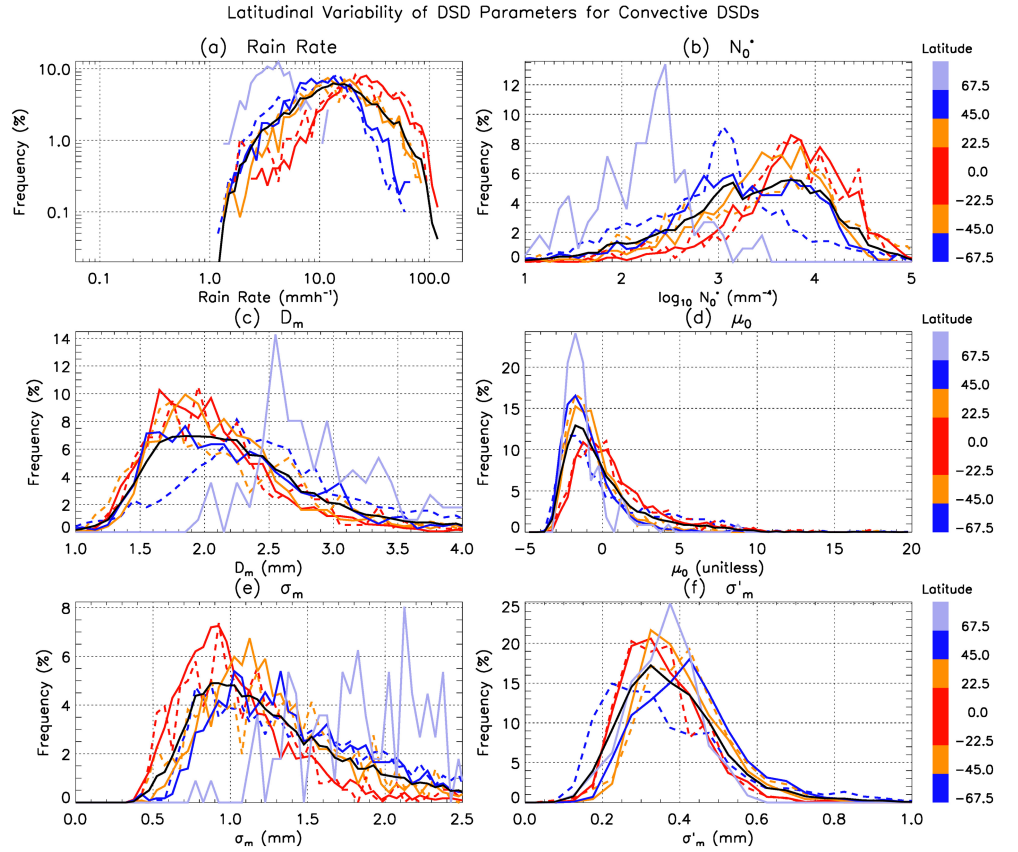 Latitudinal Variability of DSD Parameters for Convective DSDs
(a) Rain Rate
Frequency (%)
10.0
1.0
0.1
0.1 1.0 10.0 100.0
Rain Rate (mmh⁻¹)
(b) N₀*
Frequency (%)
12
10
8
6
4
2
0
1 2 3 4 5
log₁₀ N₀* (mm⁻⁴)
Latitude
67.5
45.0
22.5
0.0
−22.5
−45.0
−67.5
(c) Dₘ
Frequency (%)
14
12
10
8
6
4
2
0
1.0 1.5 2.0 2.5 3.0 3.5 4.0
Dₘ (mm)
(d) μ₀
Frequency (%)
20
15
10
5
0
−5 0 5 10 15 20
μ₀ (unitless)
Latitude
67.5
45.0
22.5
0.0
−22.5
−45.0
−67.5
(e) σₘ
Frequency (%)
8
6
4
2
0
0.0 0.5 1.0 1.5 2.0 2.5
σₘ (mm)
(f) σ'ₘ
Frequency (%)
25
20
15
10
5
0
0.0 0.2 0.4 0.6 0.8 1.0
σ'ₘ (mm)
Latitude
67.5
45.0
22.5
0.0
−22.5
−45.0
−67.5